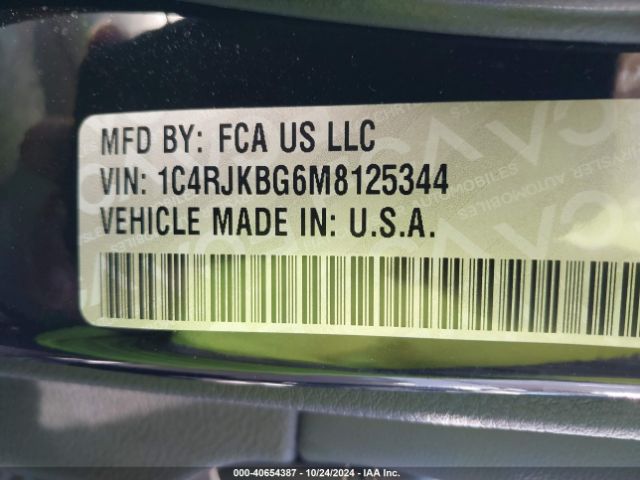 MFD BY: FCA US LLC
VIN: 1C4RJKBG6M8125344
VEHICLE MADE IN: U.S.A.
000-40654387 - 10/24/2024 - IAA Inc.